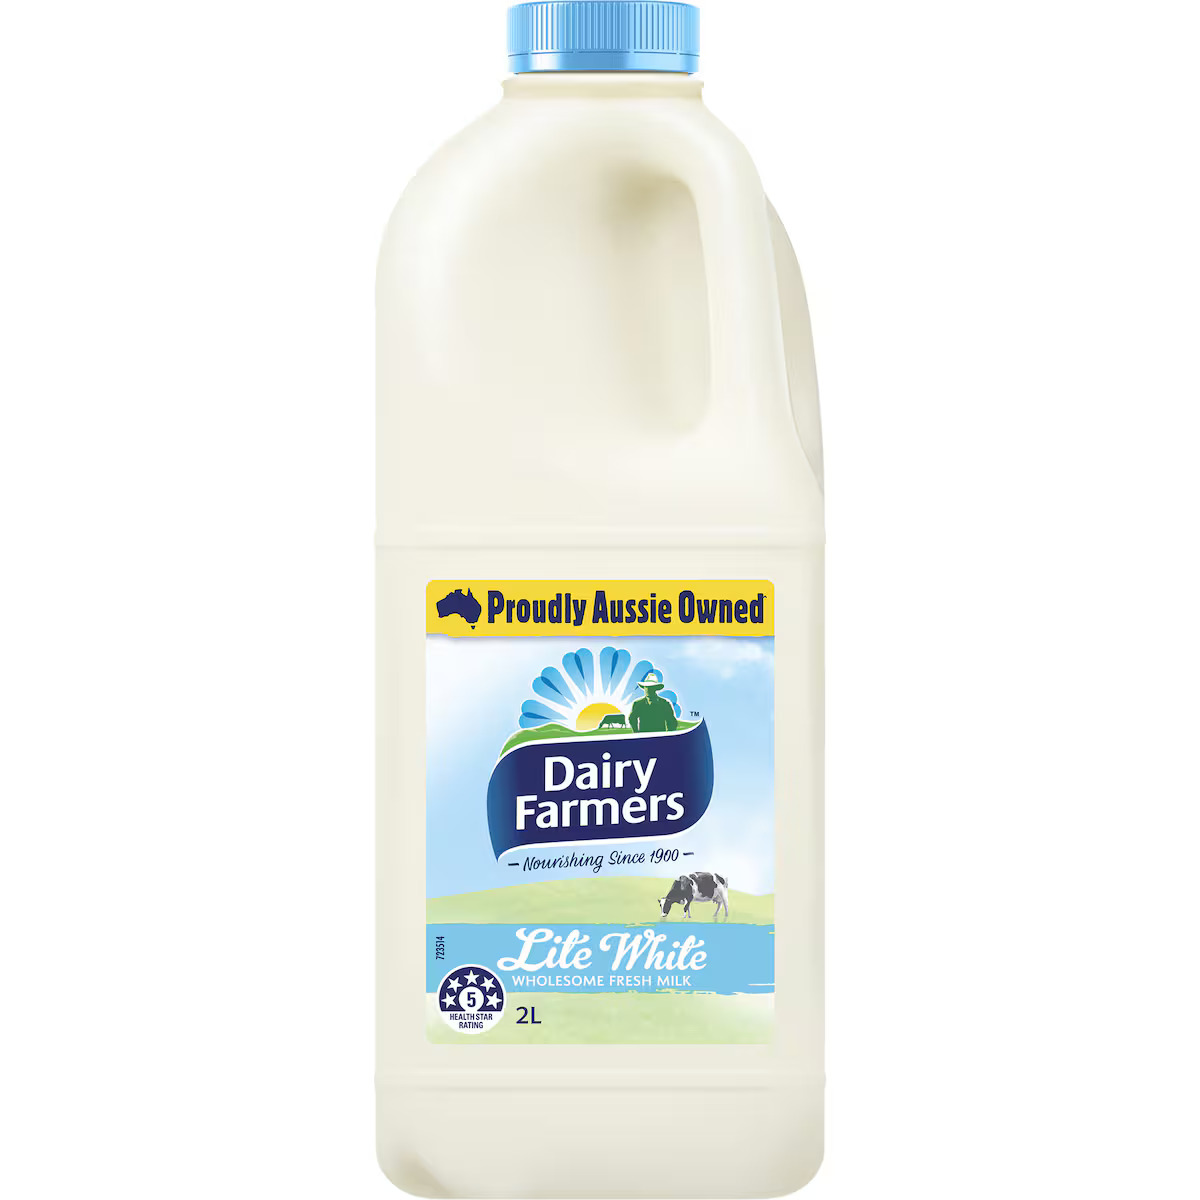 Proudly Aussie Owned
Dairy
Farmers
TM
– Nourishing Since 1900 –
Lite White
WHOLESOME FRESH MILK
723514
5
HEALTH STAR
RATING
2L